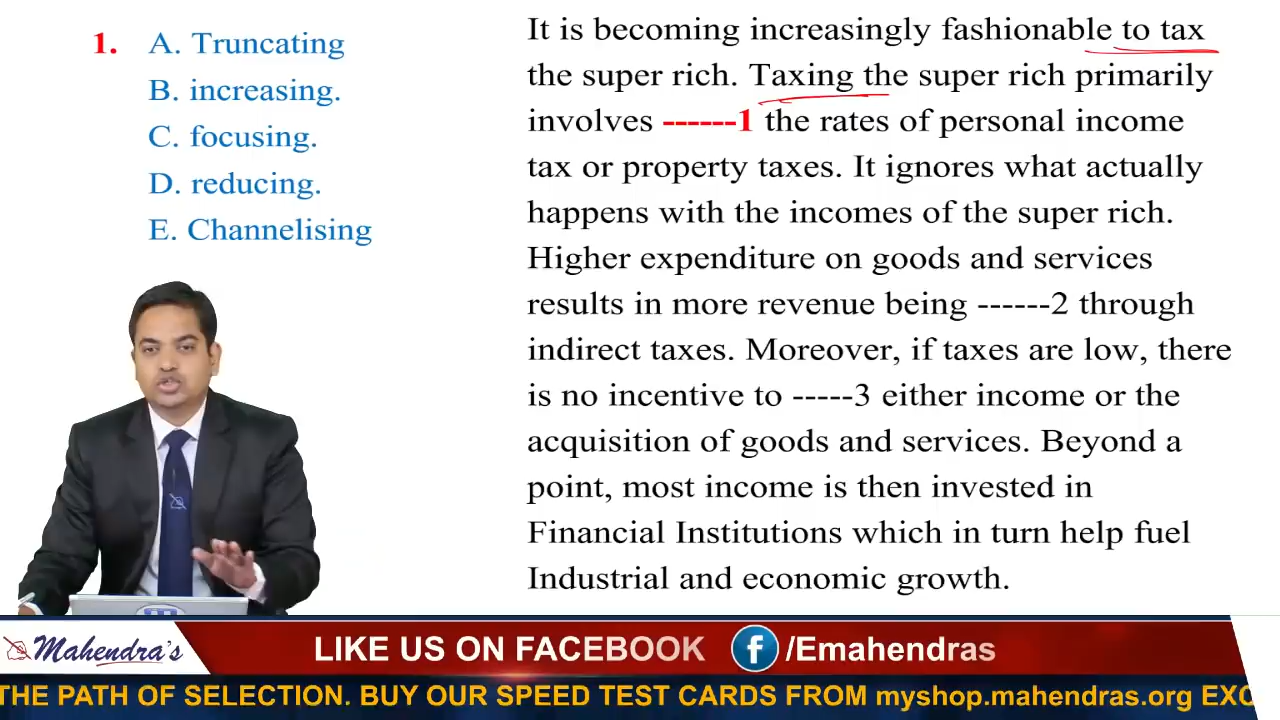 1. A. Truncating
B. increasing.
C. focusing.
D. reducing.
E. Channelising
It is becoming increasingly fashionable to tax
the super rich. Taxing the super rich primarily
involves ------1 the rates of personal income
tax or property taxes. It ignores what actually
happens with the incomes of the super rich.
Higher expenditure on goods and services
results in more revenue being ------2 through
indirect taxes. Moreover, if taxes are low, there
is no incentive to -----3 either income or the
acquisition of goods and services. Beyond a
point, most income is then invested in
Financial Institutions which in turn help fuel
Industrial and economic growth.
Mahendra's
LIKE US ON FACEBOOK f /Emahendras
THE PATH OF SELECTION. BUY OUR SPEED TEST CARDS FROM myshop.mahendras.org EXC